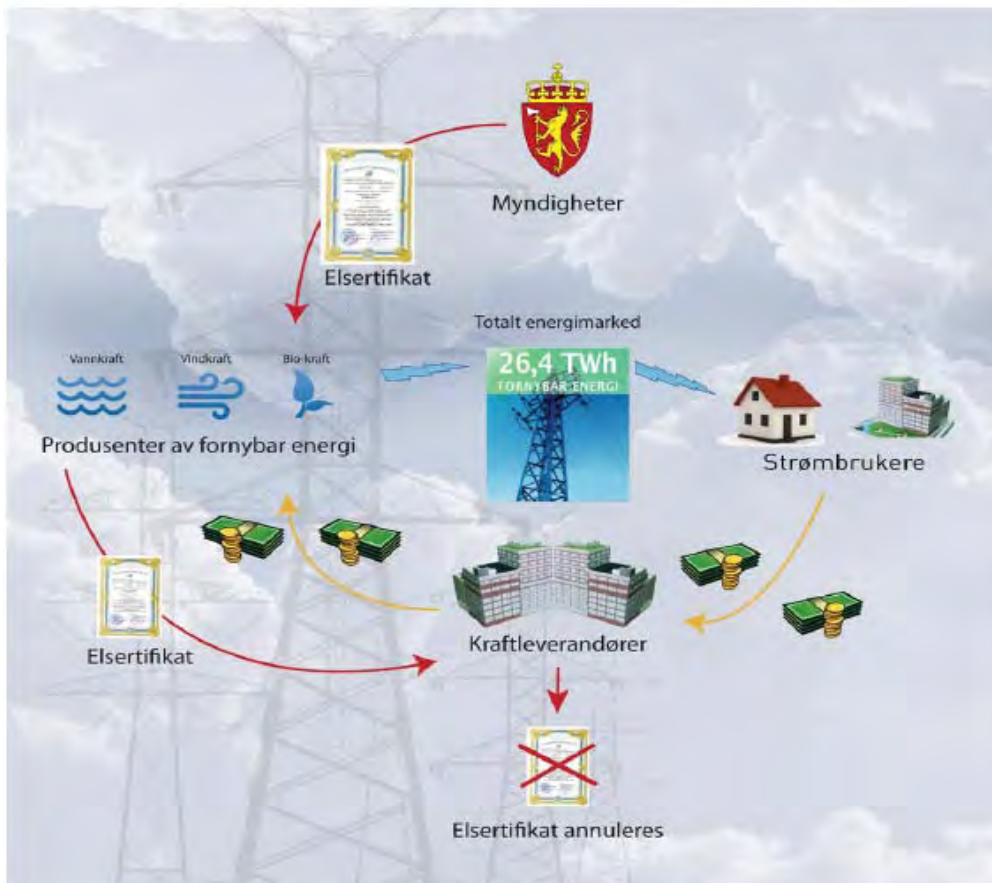 Myndigheter
Elsertifikat
Totalt energimarked
Vannkraft
Vindkraft
Bio-kraft
26,4 TWh
FORNYBAR ENERGI
Produsenter av fornybar energi
Strømbrukere
Elsertifikat
Kraftleverandører
Elsertifikat annuleres